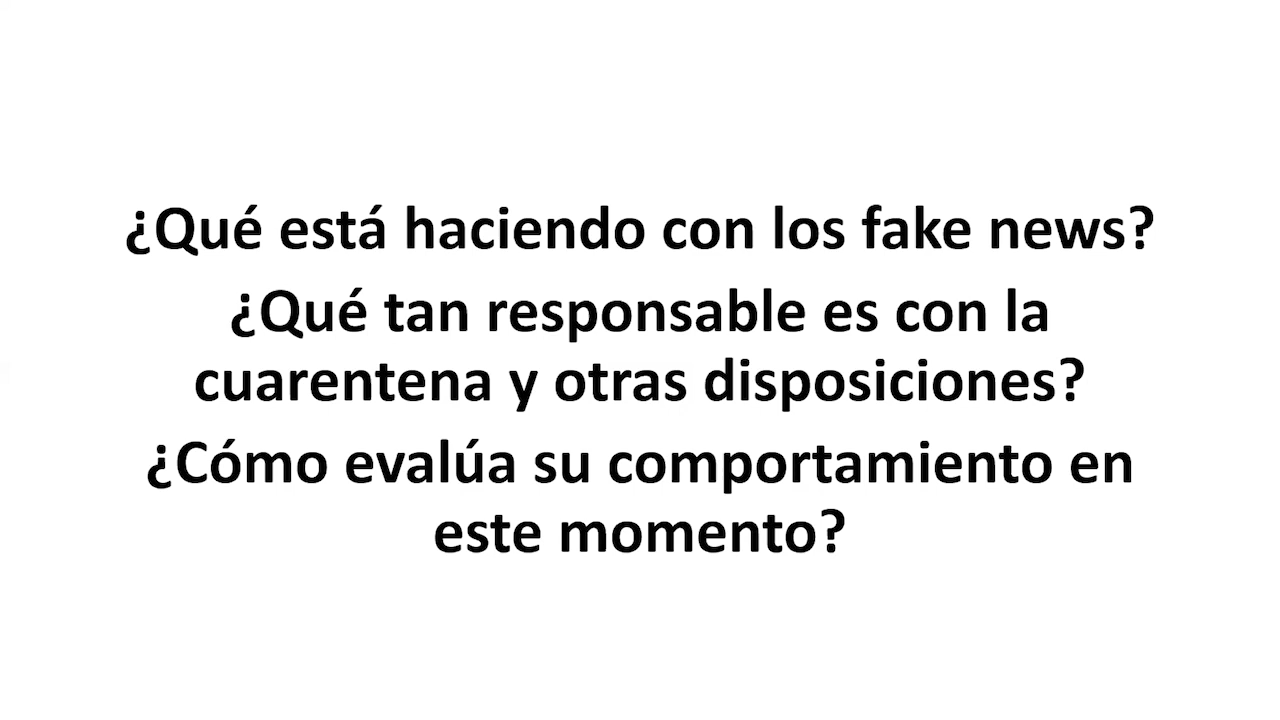 ¿Qué está haciendo con los fake news?
¿Qué tan responsable es con la
cuarentena y otras disposiciones?
¿Cómo evalúa su comportamiento en
este momento?